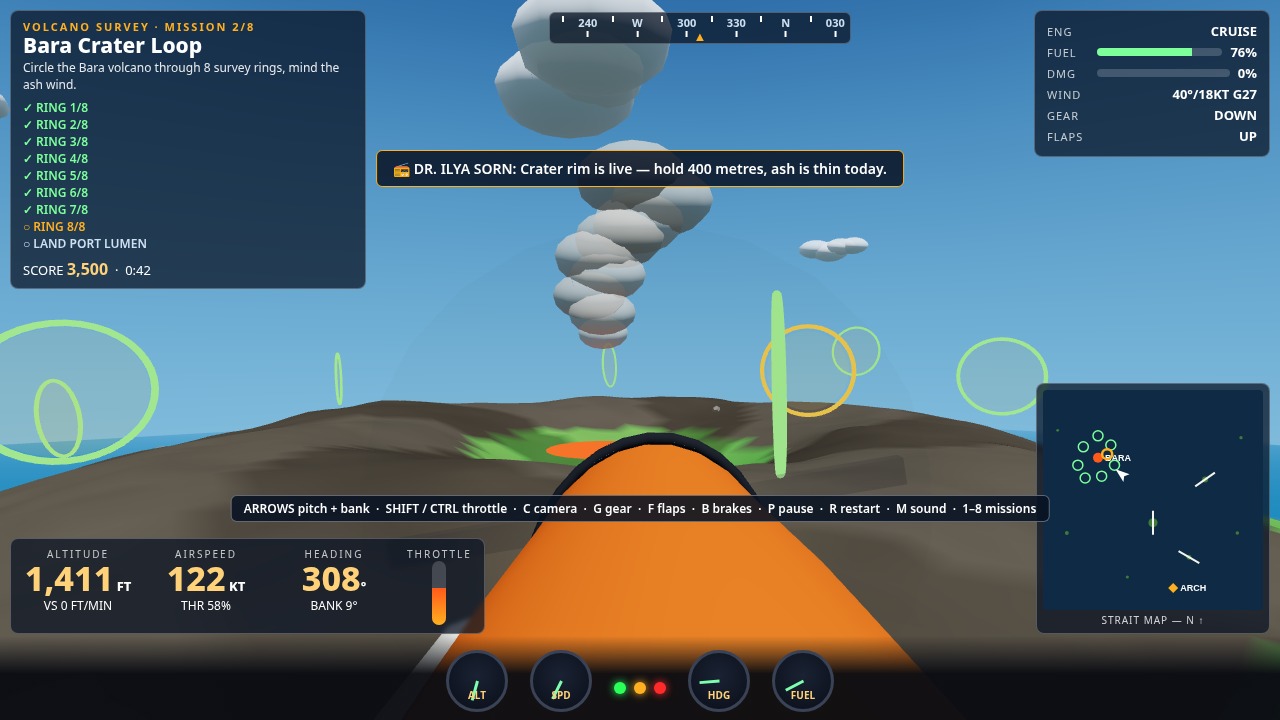 VOLCANO SURVEY · MISSION 2/8
Bara Crater Loop
Circle the Bara volcano through 8 survey rings, mind the
ash wind.
✓ RING 1/8
✓ RING 2/8
✓ RING 3/8
✓ RING 4/8
✓ RING 5/8
✓ RING 6/8
✓ RING 7/8
○ RING 8/8
○ LAND PORT LUMEN
SCORE 3,500 · 0:42
240 W 300 330 N 030
ENG CRUISE
FUEL 76%
DMG 0%
WIND 40°/18KT G27
GEAR DOWN
FLAPS UP
📻 DR. ILYA SORN: Crater rim is live — hold 400 metres, ash is thin today.
BARA
ARCH
STRAIT MAP — N ↑
ARROWS pitch + bank · SHIFT / CTRL throttle · C camera · G gear · F flaps · B brakes · P pause · R restart · M sound · 1–8 missions
ALTITUDE AIRSPEED HEADING THROTTLE
1,411 FT 122 KT 308°
VS 0 FT/MIN THR 58% BANK 9°
ALT SPD HDG FUEL